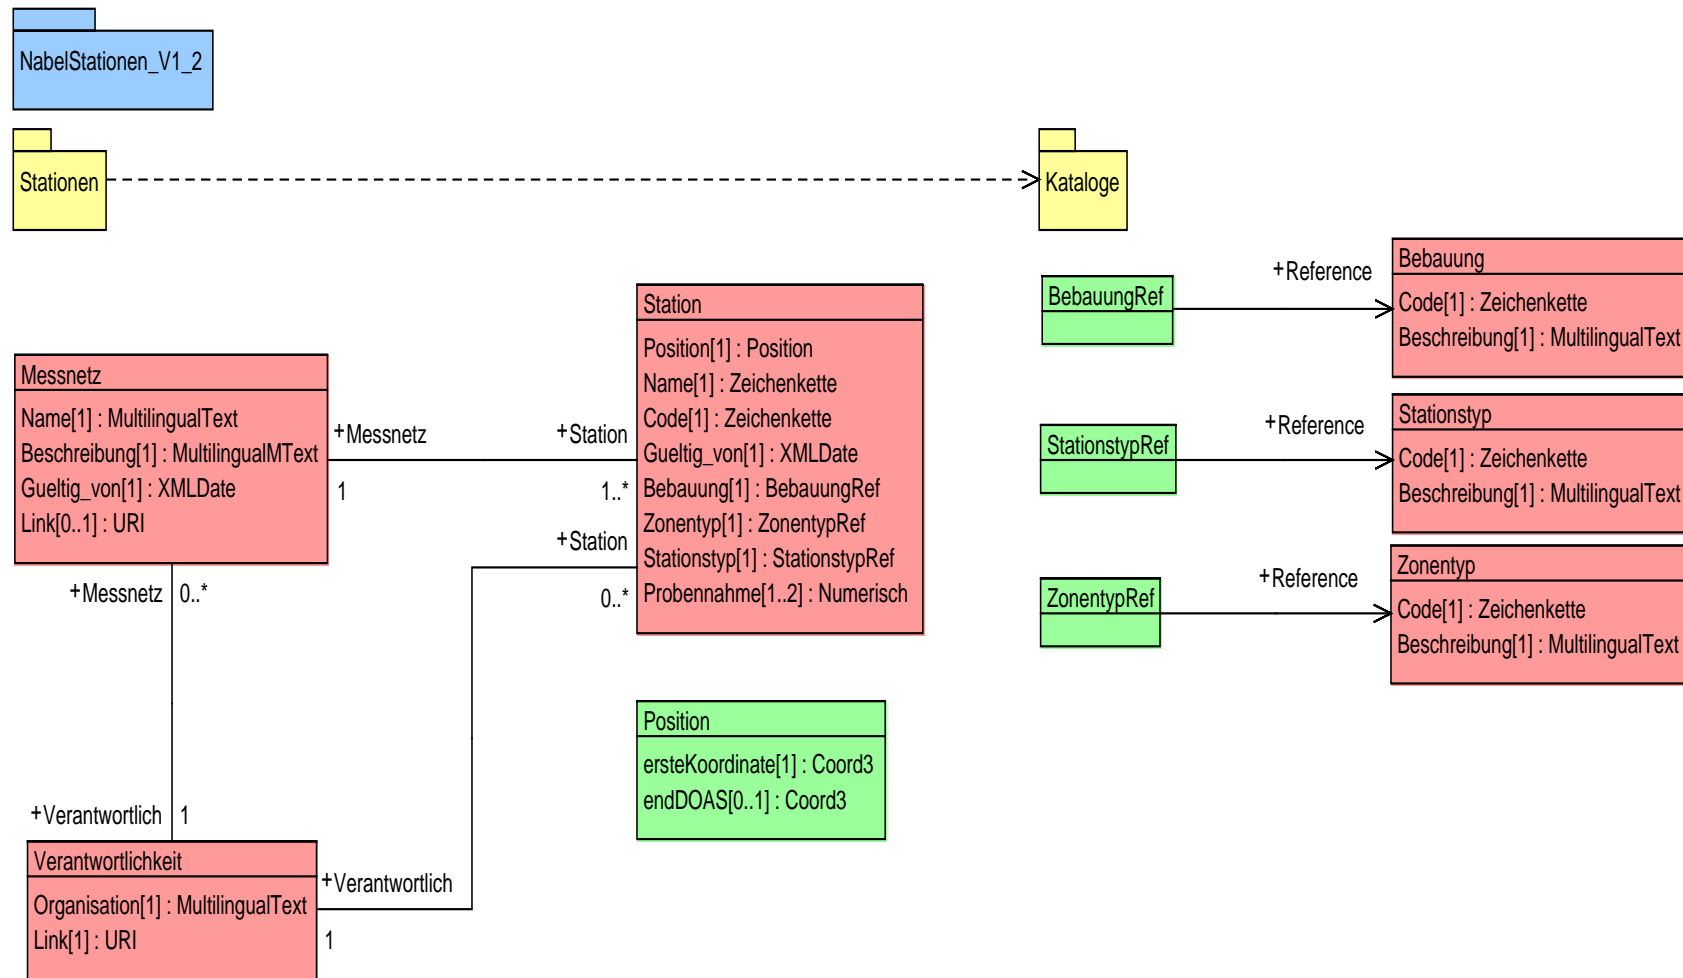 NabelStationen_V1_2
Stationen
Kataloge
Messnetz
Name[1] : MultilingualText
Beschreibung[1] : MultilingualMText
Gueltig_von[1] : XMLDate
Link[0..1] : URI
+Messnetz
1
+Station
1..*
+Station
0..*
Station
Position[1] : Position
Name[1] : Zeichenkette
Code[1] : Zeichenkette
Gueltig_von[1] : XMLDate
Bebauung[1] : BebauungRef
Zonentyp[1] : ZonentypRef
Stationstyp[1] : StationstypRef
Probennahme[1..2] : Numerisch
+Messnetz
0..*
+Verantwortlich
1
Verantwortlichkeit
Organisation[1] : MultilingualText
Link[1] : URI
+Verantwortlich
1
Position
ersteKoordinate[1] : Coord3
endDOAS[0..1] : Coord3
BebauungRef
+Reference
Bebauung
Code[1] : Zeichenkette
Beschreibung[1] : MultilingualText
StationstypRef
+Reference
Stationstyp
Code[1] : Zeichenkette
Beschreibung[1] : MultilingualText
ZonentypRef
+Reference
Zonentyp
Code[1] : Zeichenkette
Beschreibung[1] : MultilingualText